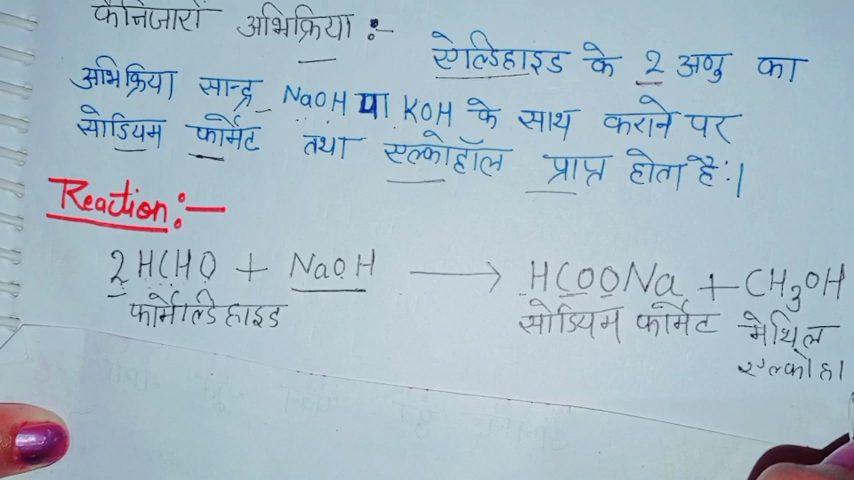 कैनिजारो अभिक्रिया :-
ऐल्डिहाइड के 2 अणु का
अभिक्रिया सान्द्र NaOH या KOH के साथ कराने पर
सोडियम फॉर्मेट तथा एल्कोहॉल प्राप्त होता है:।
Reaction:-
2HCHO + NaOH ⟶ HCOONa + CH₃OH
फॉर्मेल्डिहाइड सोडियम फॉर्मेट मेथिल
एल्कोहा